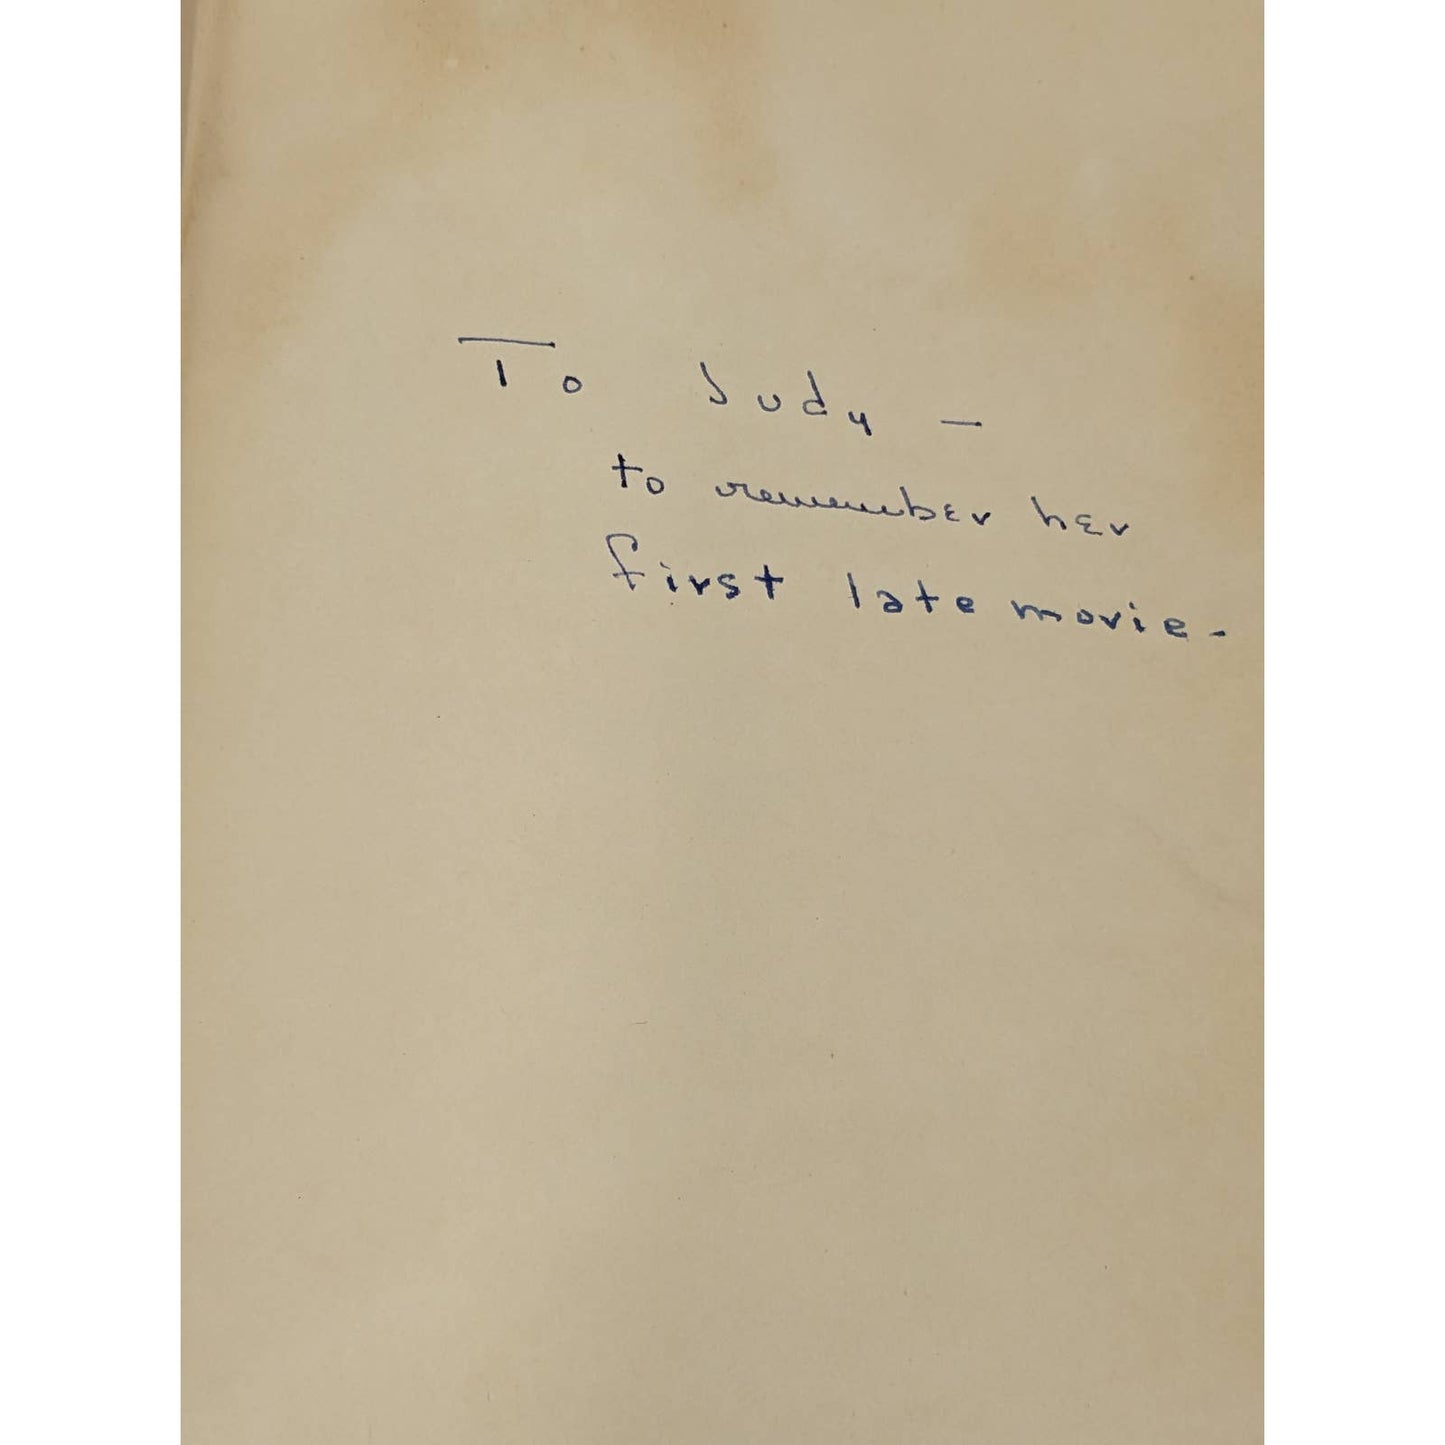 To Judy —
to remember her
first late movie -